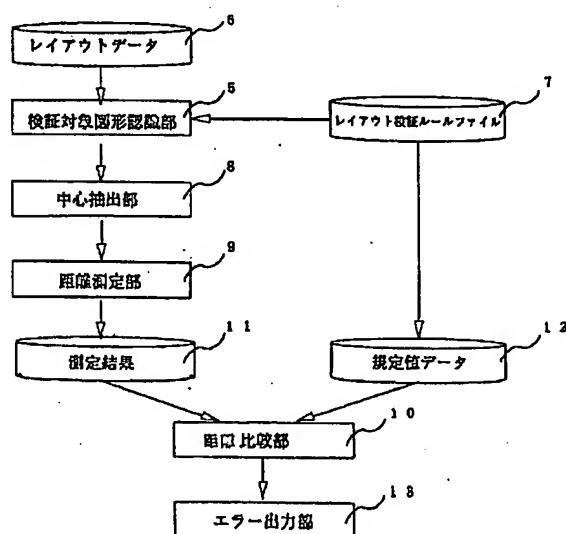 6
レイアウトデータ
5
7
検証対象図形認識部
レイアウト検証ルールファイル
8
中心抽出部
9
距離測定部
11
12
測定結果
規定値データ
10
距離比較部
13
エラー出力部